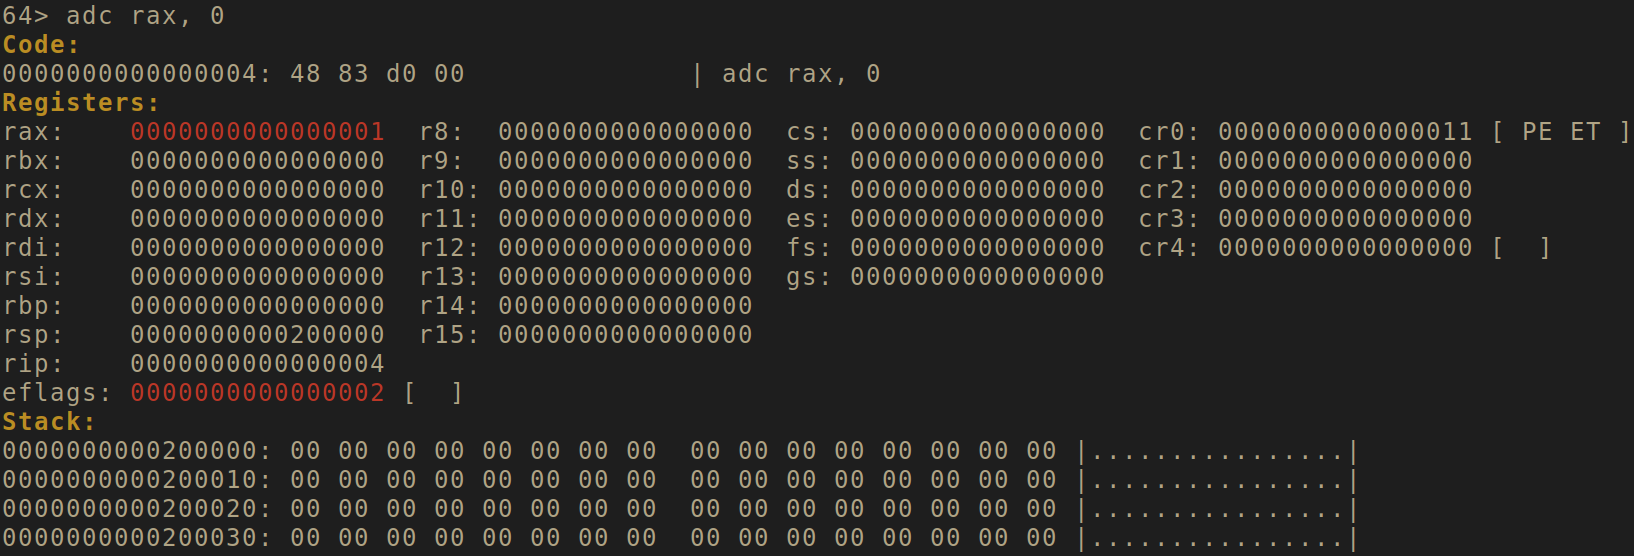 64> adc rax, 0
Code:
0000000000000004: 48 83 d0 00              | adc rax, 0
Registers:
rax:    0000000000000001  r8:  0000000000000000  cs: 0000000000000000  cr0: 0000000000000011 [ PE ET ]
rbx:    0000000000000000  r9:  0000000000000000  ss: 0000000000000000  cr1: 0000000000000000
rcx:    0000000000000000  r10: 0000000000000000  ds: 0000000000000000  cr2: 0000000000000000
rdx:    0000000000000000  r11: 0000000000000000  es: 0000000000000000  cr3: 0000000000000000
rdi:    0000000000000000  r12: 0000000000000000  fs: 0000000000000000  cr4: 0000000000000000 [  ]
rsi:    0000000000000000  r13: 0000000000000000  gs: 0000000000000000
rbp:    0000000000000000  r14: 0000000000000000
rsp:    0000000000200000  r15: 0000000000000000
rip:    0000000000000004
eflags: 0000000000000002 [  ]
Stack:
0000000000200000: 00 00 00 00 00 00 00 00  00 00 00 00 00 00 00 00 |................|
0000000000200010: 00 00 00 00 00 00 00 00  00 00 00 00 00 00 00 00 |................|
0000000000200020: 00 00 00 00 00 00 00 00  00 00 00 00 00 00 00 00 |................|
0000000000200030: 00 00 00 00 00 00 00 00  00 00 00 00 00 00 00 00 |................|